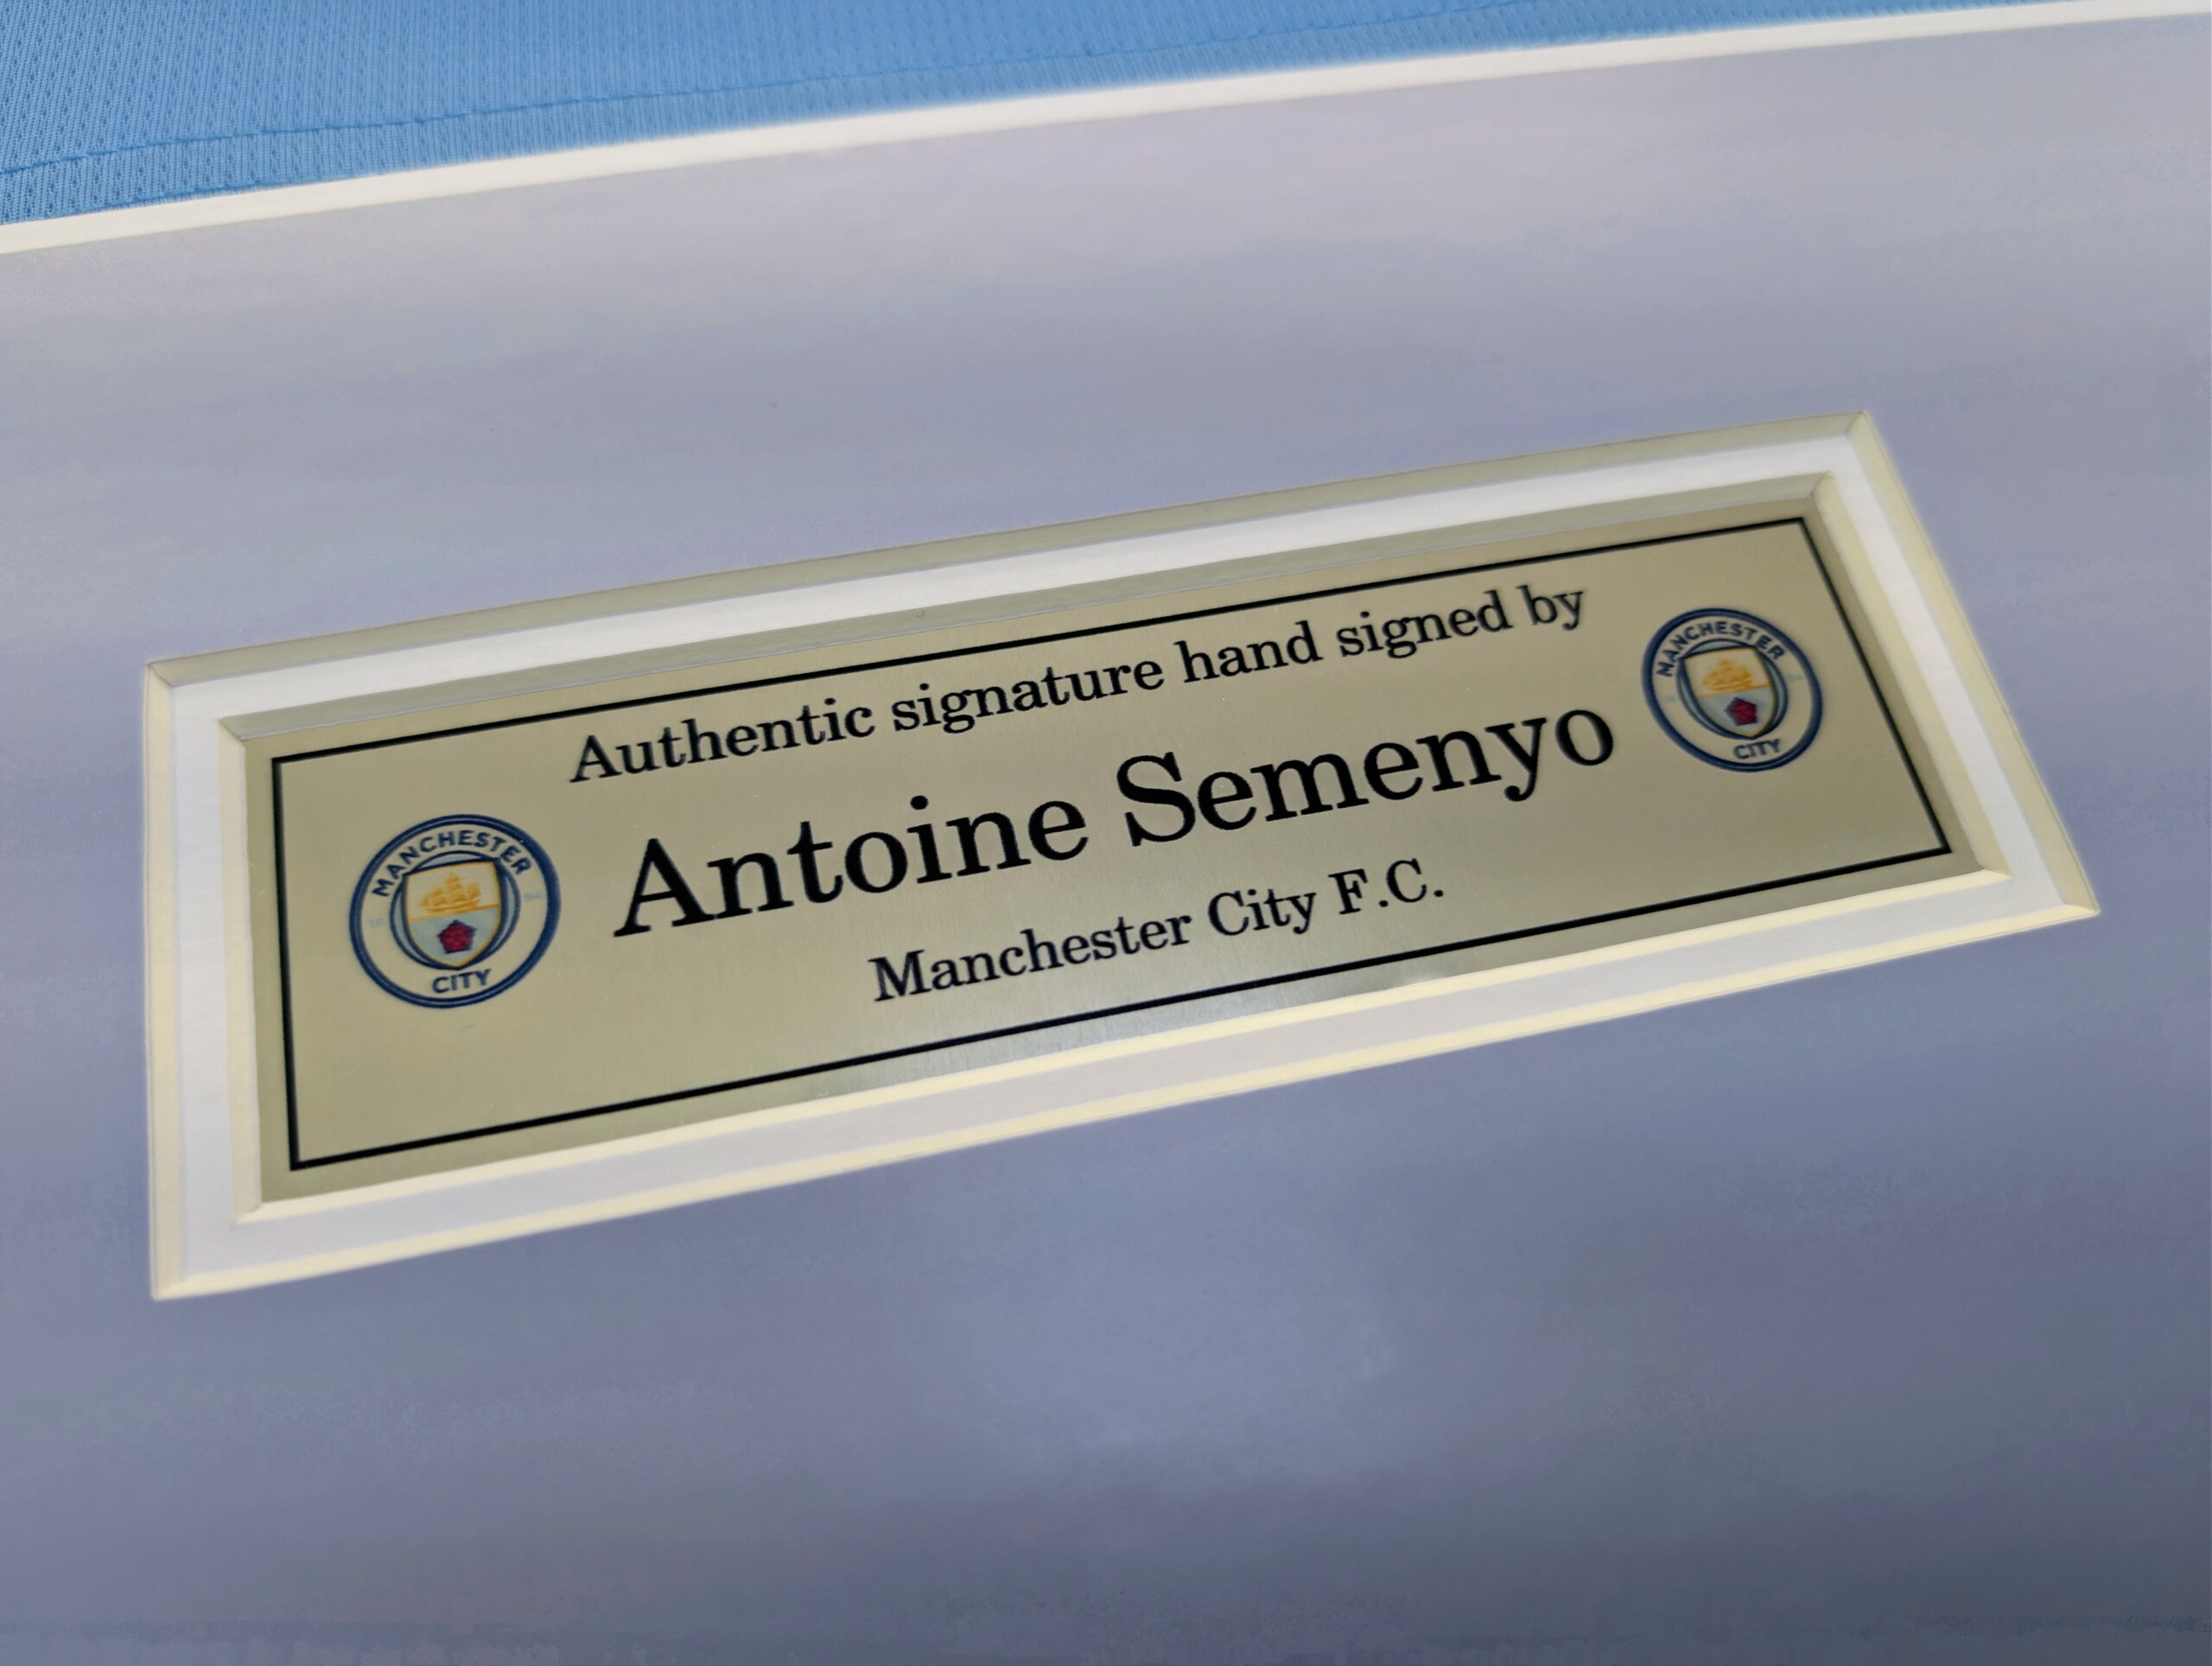 Authentic signature hand signed by
Antoine Semenyo
Manchester City F.C.
MANCHESTER
CITY
MANCHESTER
CITY